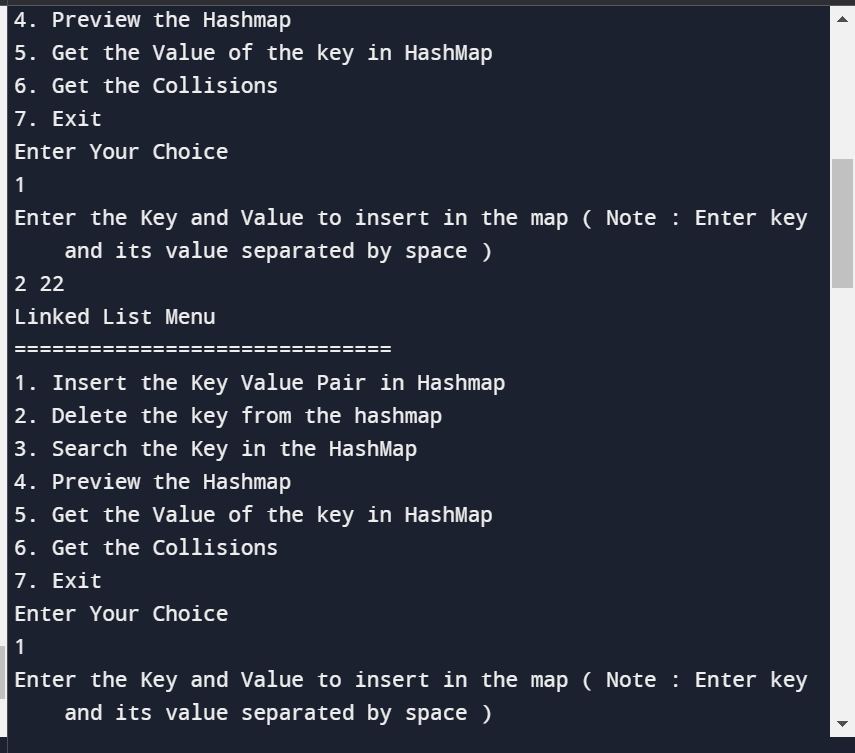 4. Preview the Hashmap
5. Get the Value of the key in HashMap
6. Get the Collisions
7. Exit
Enter Your Choice
1
Enter the Key and Value to insert in the map ( Note : Enter key
and its value separated by space )
2 22
Linked List Menu
==============================
1. Insert the Key Value Pair in Hashmap
2. Delete the key from the hashmap
3. Search the Key in the HashMap
4. Preview the Hashmap
5. Get the Value of the key in HashMap
6. Get the Collisions
7. Exit
Enter Your Choice
1
Enter the Key and Value to insert in the map ( Note : Enter key
and its value separated by space )